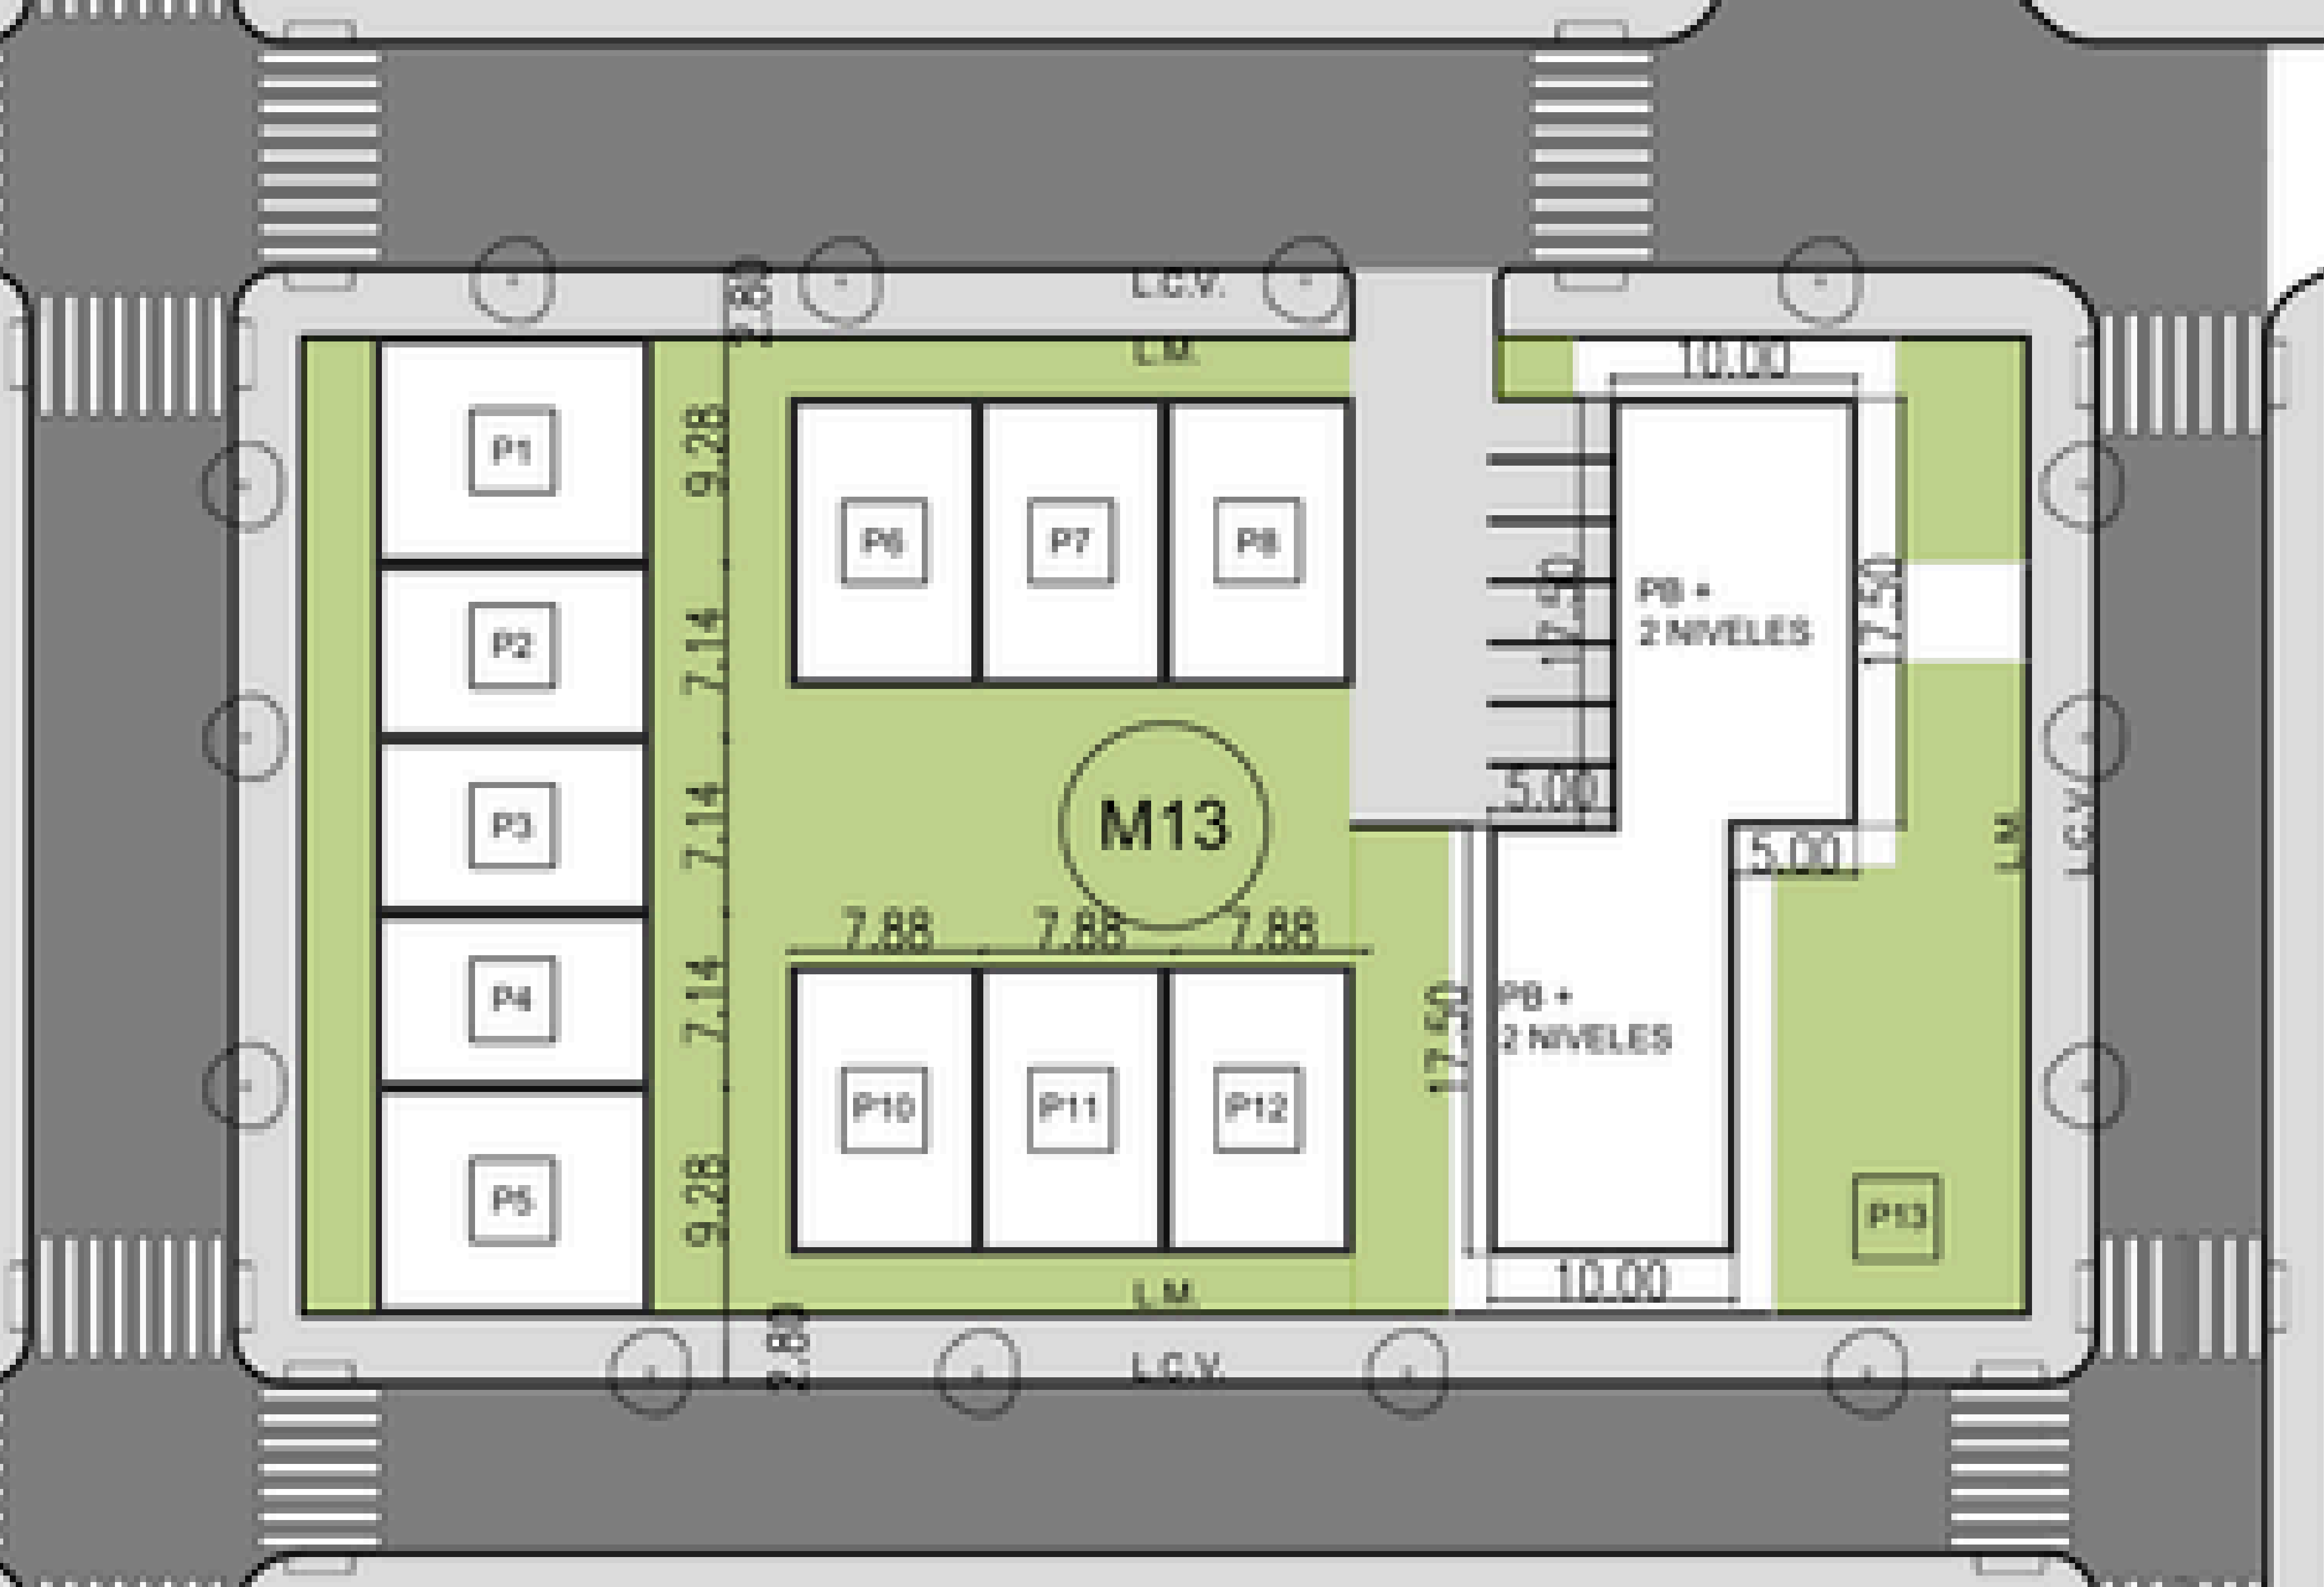 2.80
L.C.V.
L.M.
10.00
P1
9.28
P6
P7
P8
PB +
2 NIVELES
17.50
17.50
P2
7.14
5.00
P3
7.14
M13
5.00
L.M.
L.C.V.
7.88
7.88
7.88
P4
7.14
17.50
PB +
2 NIVELES
P10
P11
P12
P5
9.28
P13
10.00
L.M.
2.80
L.C.V.